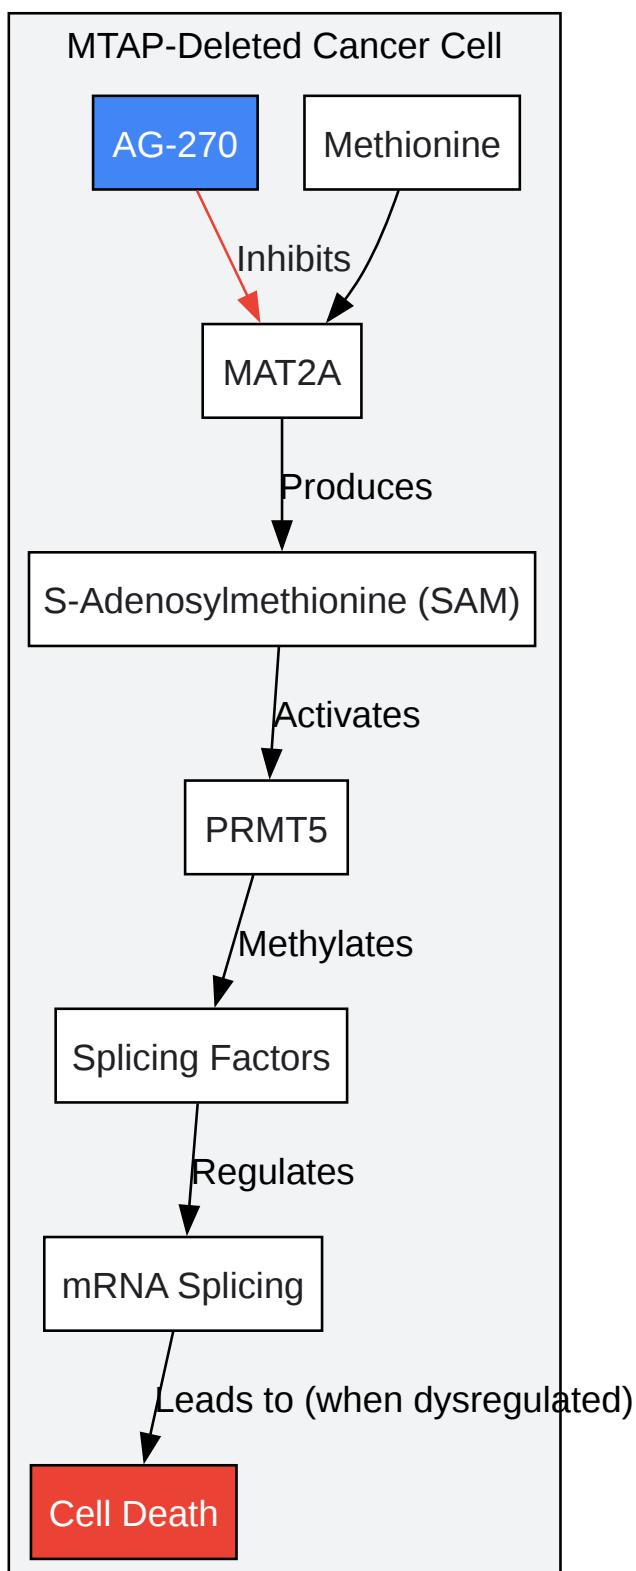 MTAP-Deleted Cancer Cell
AG-270
Methionine
Inhibits
MAT2A
Produces
S-Adenosylmethionine (SAM)
Activates
PRMT5
Methylates
Splicing Factors
Regulates
mRNA Splicing
Leads to (when dysregulated)
Cell Death